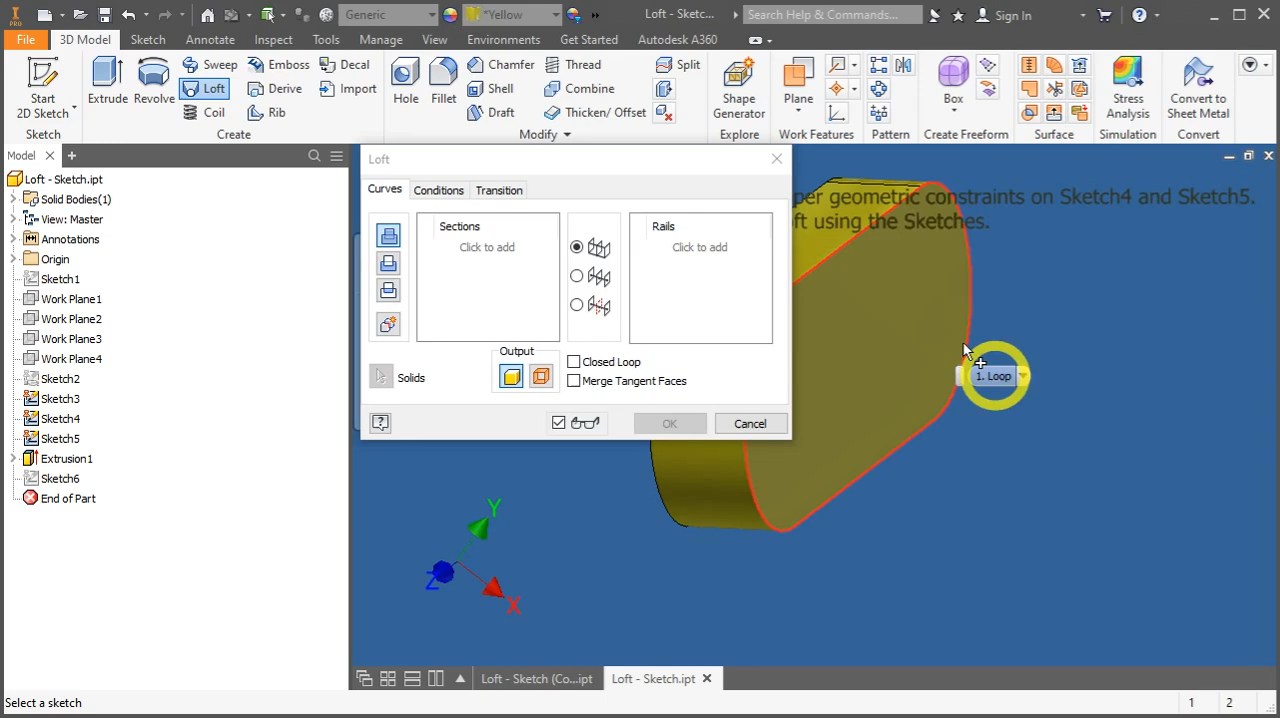 PRO
Generic
*Yellow
Loft - Sketc...
Search Help & Commands...
Sign In
File
3D Model
Sketch
Annotate
Inspect
Tools
Manage
View
Environments
Get Started
Autodesk A360
Start
2D Sketch
Sketch
Extrude
Revolve
Sweep
Emboss
Decal
Loft
Derive
Import
Coil
Rib
Create
Hole
Fillet
Chamfer
Thread
Split
Shell
Combine
Draft
Thicken/ Offset
Modify
Shape
Generator
Explore
Plane
Work Features
Pattern
Box
Create Freeform
Surface
Stress
Analysis
Simulation
Convert to
Sheet Metal
Convert
Model
Loft - Sketch.ipt
Solid Bodies(1)
View: Master
Annotations
Origin
Sketch1
Work Plane1
Work Plane2
Work Plane3
Work Plane4
Sketch2
Sketch3
Sketch4
Sketch5
Extrusion1
Sketch6
End of Part
Loft
Curves
Conditions
Transition
Sections
Click to add
Rails
Click to add
Output
Solids
Closed Loop
Merge Tangent Faces
OK
Cancel
per geometric constraints on Sketch4 and Sketch5.
ft using the Sketches.
1. Loop
Y
Z
X
Loft - Sketch (Co...ipt
Loft - Sketch.ipt
Select a sketch
1
2